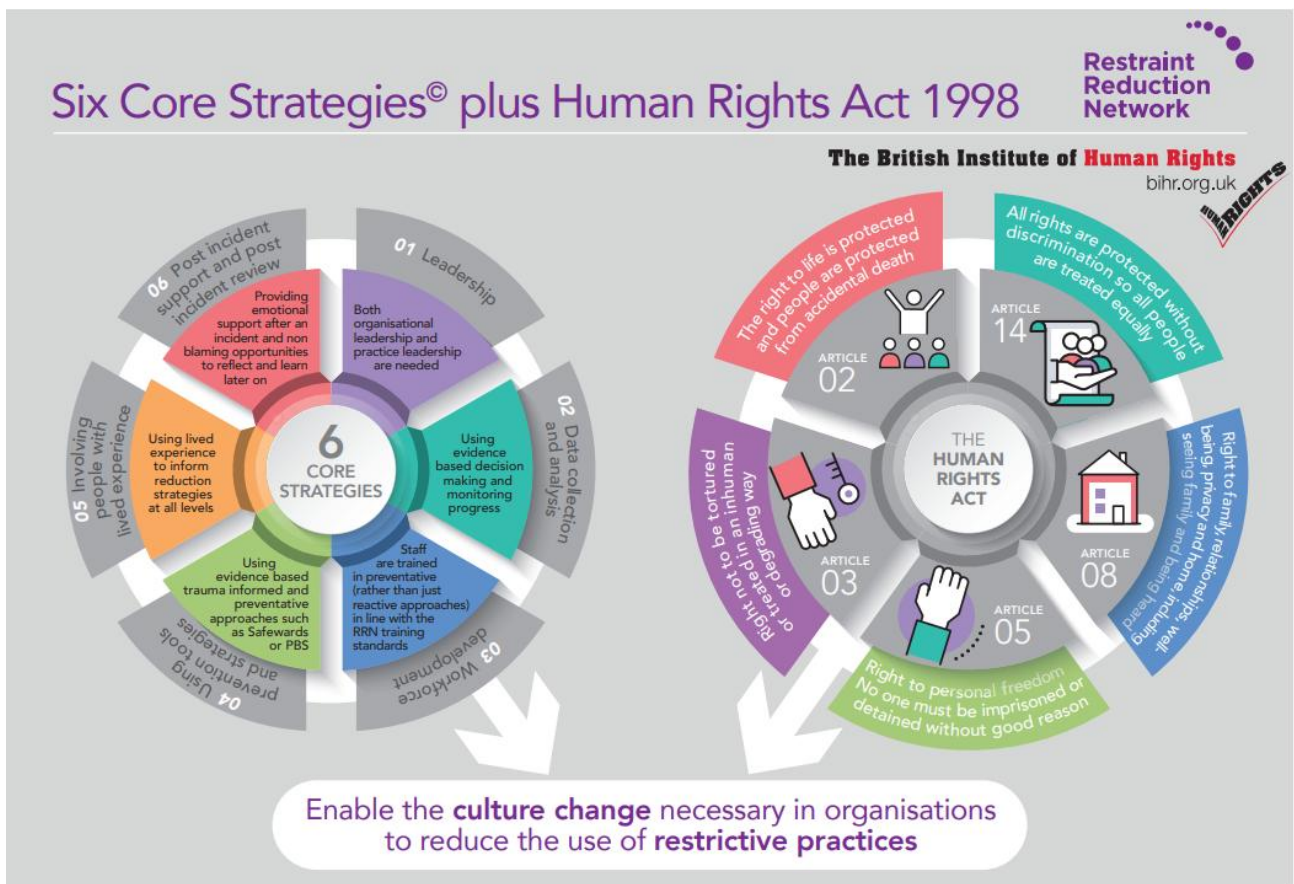 Six Core Strategies© plus Human Rights Act 1998
Restraint
Reduction
Network
The British Institute of Human Rights
bihr.org.uk
HUMAN
RIGHTS
01 Leadership
Both
organisational
leadership and
practice leadership
are needed
02 Data collection
and analysis
Using
evidence
based decision
making and
monitoring
progress
03 Workforce
development
Staff
are trained
in preventative
(rather than just
reactive approaches)
in line with the
RRN training
standards
04 Using
prevention tools
and strategies
Using
evidence based
trauma informed and
preventative
approaches such
as Safewards
or PBS
05 Involving
people with
lived experience
Using lived
experience
to inform
reduction
strategies
at all levels
06 Post incident
support and post
incident review
Providing
emotional
support after an
incident and non
blaming opportunities
to reflect and learn
later on
6
CORE
STRATEGIES
The right to life is protected
and people are protected
from accidental death
ARTICLE
02
All rights are protected without
discrimination so all people
are treated equally
ARTICLE
14
Right to family, relationships, well-
being, privacy and home, including
seeing family and being heard
ARTICLE
08
Right to personal freedom
No one must be imprisoned or
detained without good reason
ARTICLE
05
Right not to be tortured
or treated in an inhuman
or degrading way
ARTICLE
03
THE
HUMAN
RIGHTS
ACT
Enable the culture change necessary in organisations
to reduce the use of restrictive practices